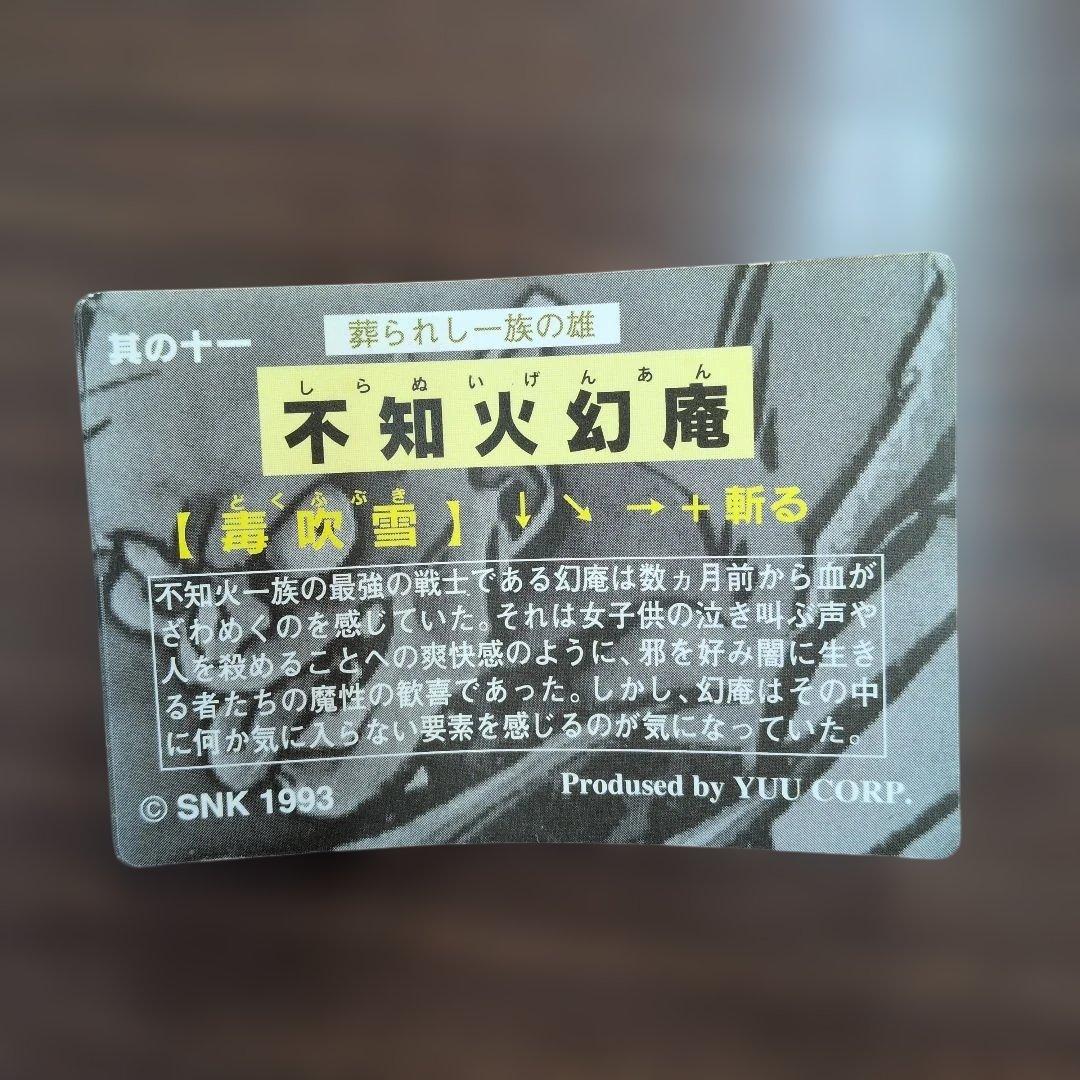 其の十一
葬られし一族の雄
しらぬいげんあん
不知火幻庵
どくふぶき
【毒吹雪】↓↘→+斬る
不知火一族の最強の戦士である幻庵は数ヵ月前から血が
ざわめくのを感じていた。それは女子供の泣き叫ぶ声や
人を殺めることへの爽快感のように、邪を好み闇に生き
る者たちの魔性の歓喜であった。しかし、幻庵はその中
に何か気に入らない要素を感じるのが気になっていた。
© SNK 1993
Prodused by YUU CORP.